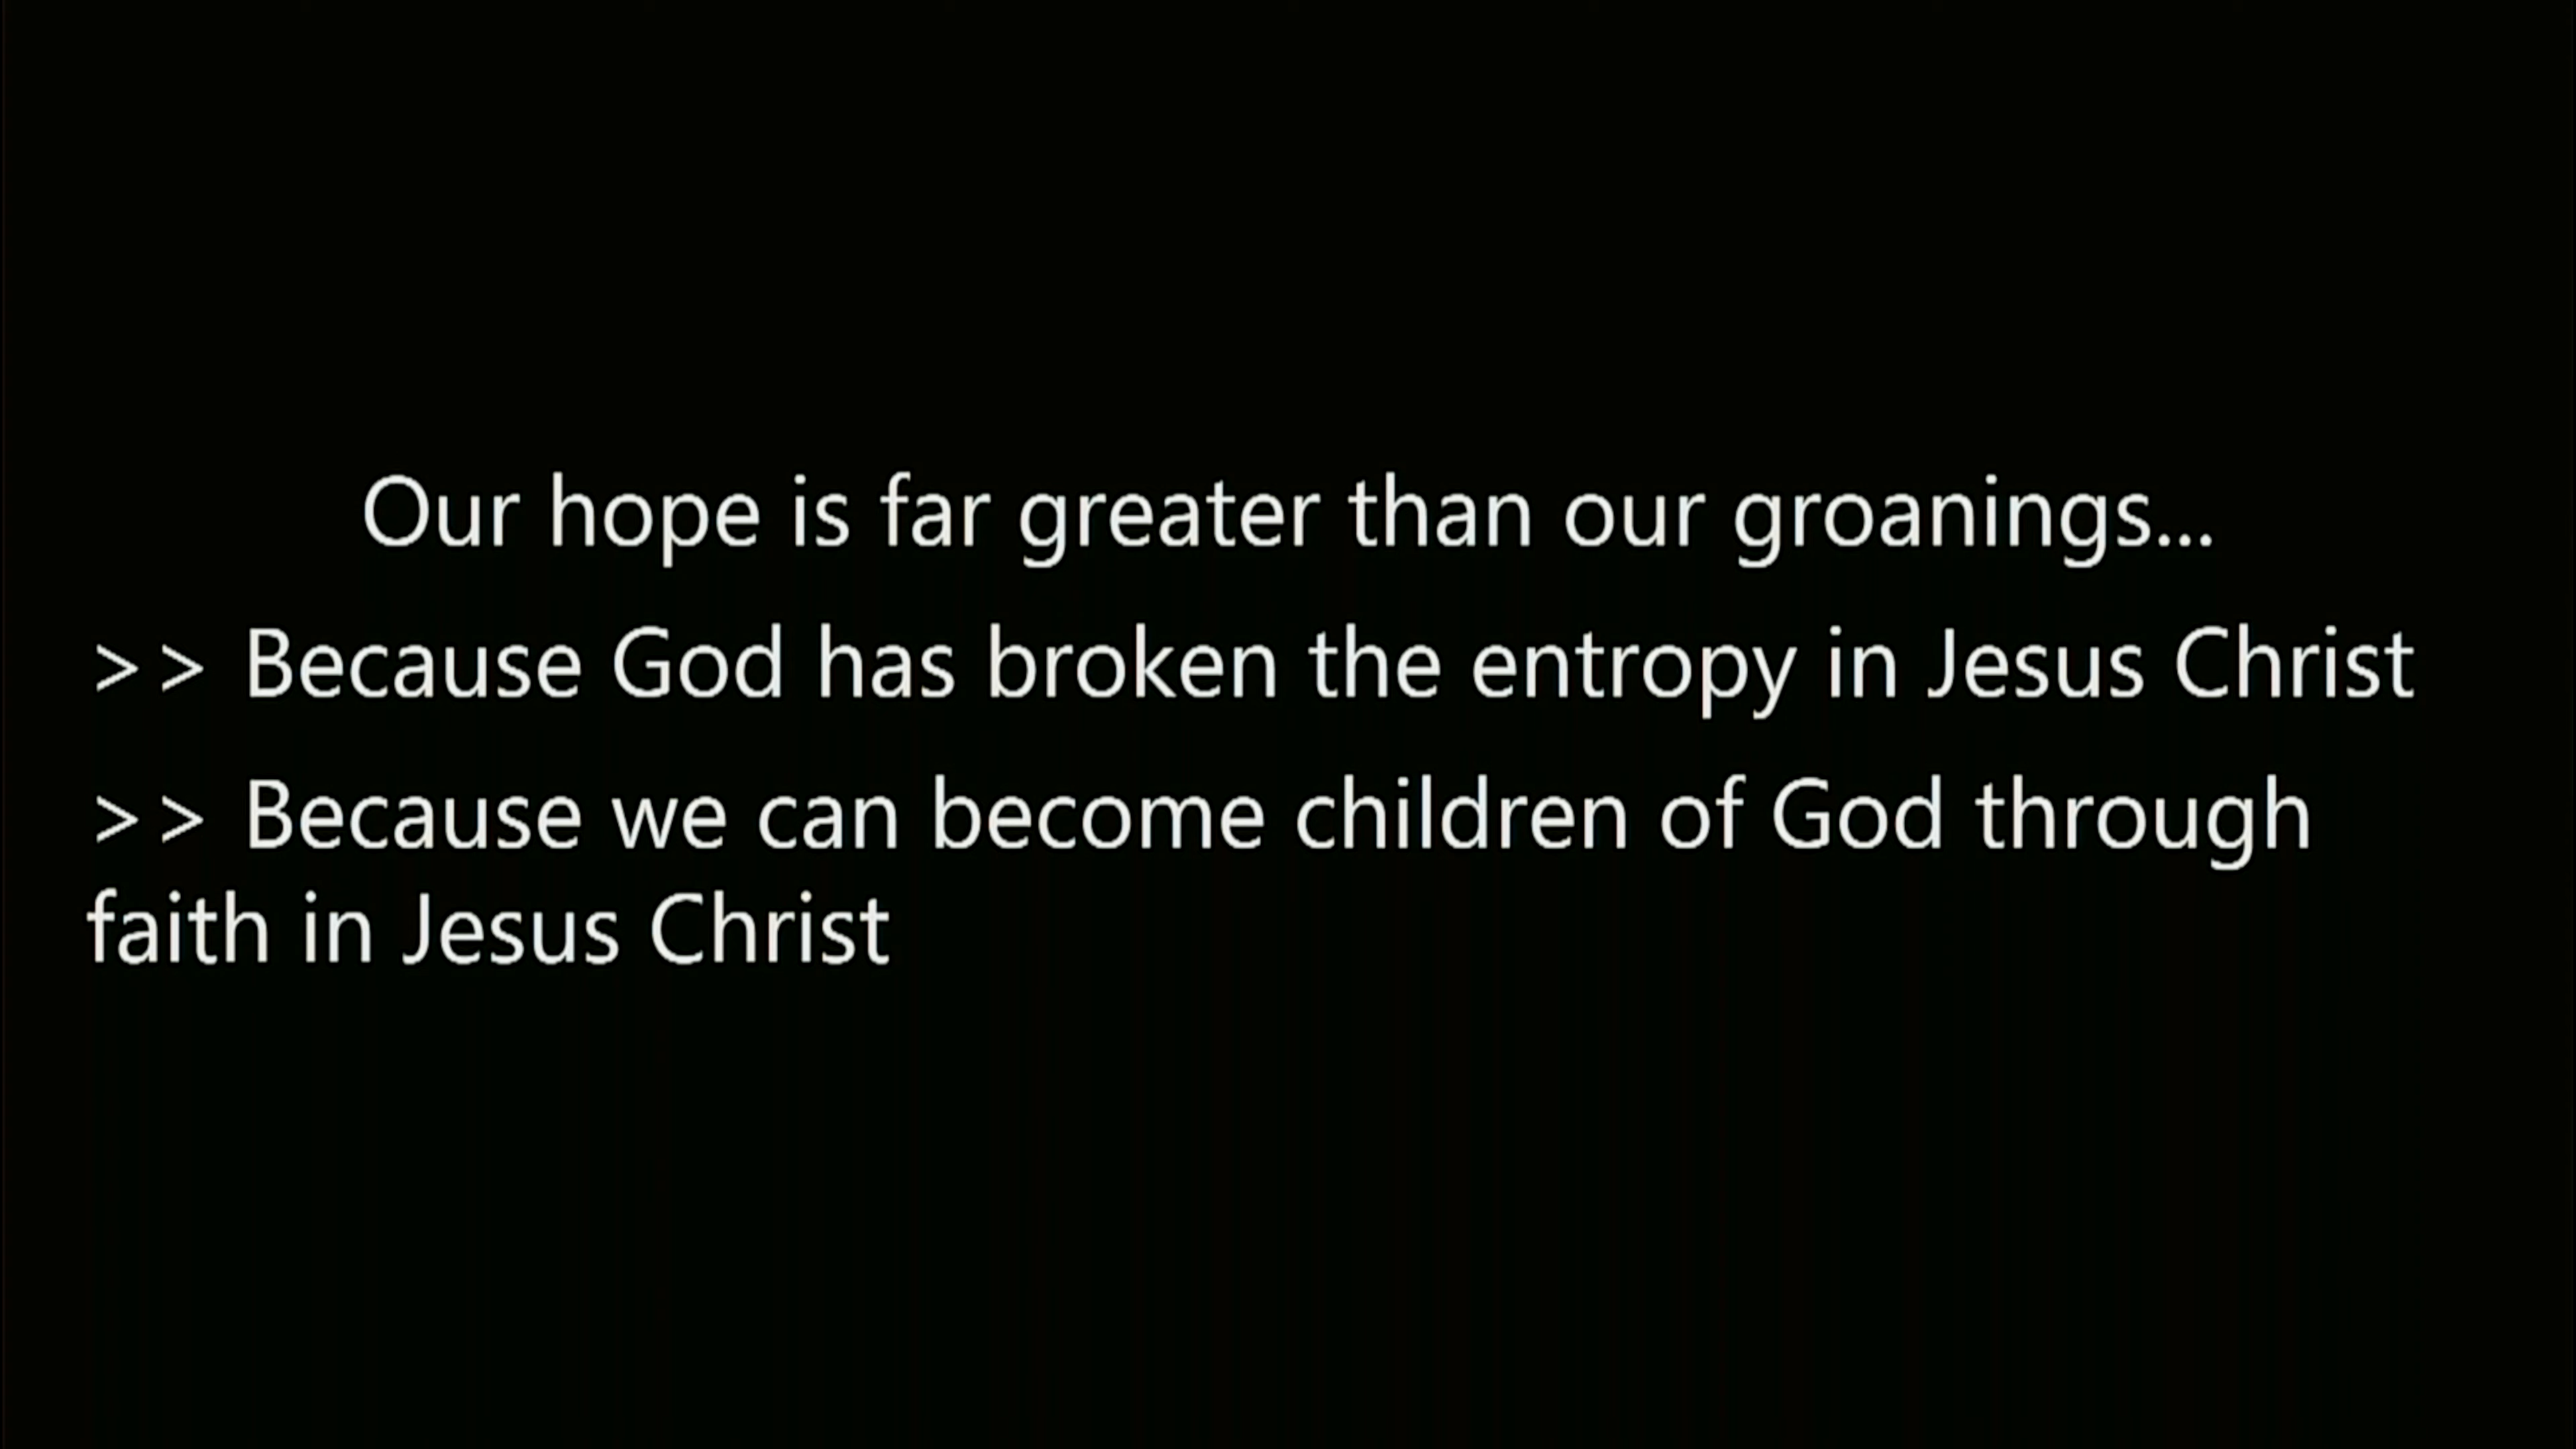 Our hope is far greater than our groanings...
>> Because God has broken the entropy in Jesus Christ
>> Because we can become children of God through
faith in Jesus Christ